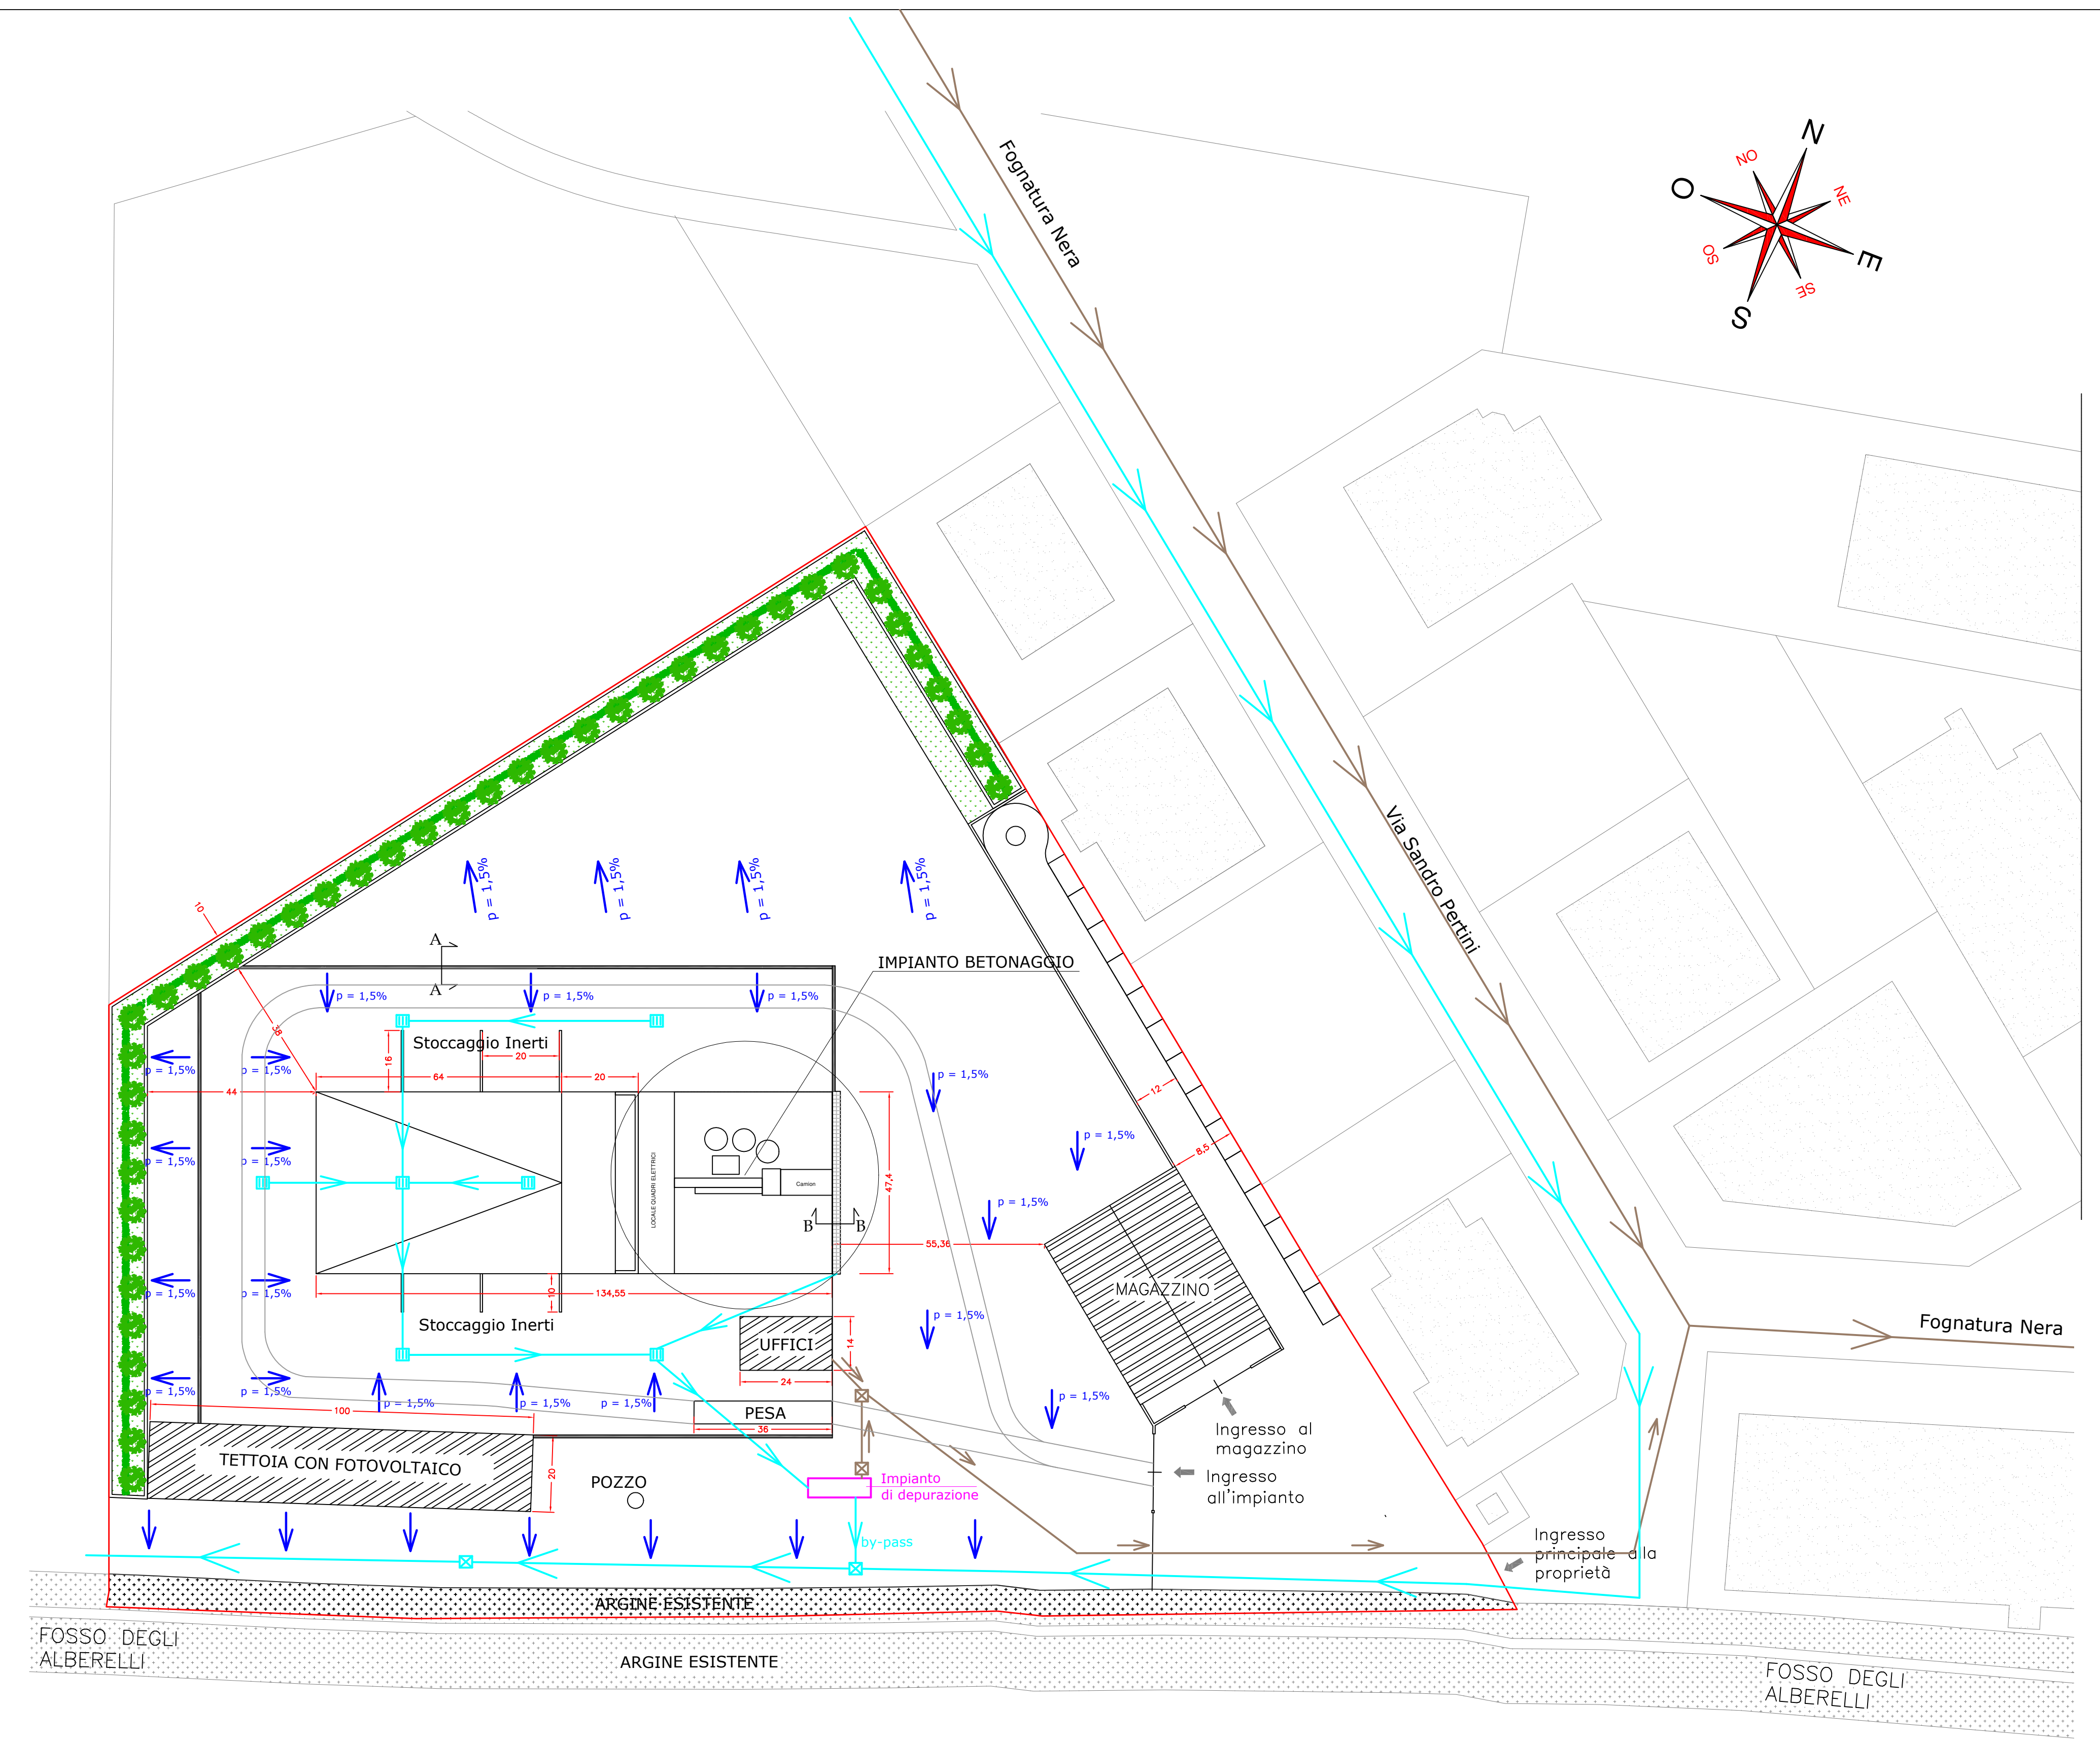 Fognatura Nera
N
NO
NE
O
E
SO
SE
S
Via Sandro Pertini
10
p = 1,5%
p = 1,5%
p = 1,5%
p = 1,5%
A
A
IMPIANTO BETONAGGIO
p = 1,5%
p = 1,5%
p = 1,5%
38
Stoccaggio Inerti
16
20
64
20
44
p = 1,5%
p = 1,5%
p = 1,5%
p = 1,5%
12
8,5
p = 1,5%
p = 1,5%
LOCALE QUADRI ELETTRICI
Camion
47,4
p = 1,5%
B
B
55,36
p = 1,5%
p = 1,5%
134,55
10
MAGAZZINO
Stoccaggio Inerti
p = 1,5%
UFFICI
14
24
Fognatura Nera
p = 1,5%
p = 1,5%
p = 1,5%
p = 1,5%
p = 1,5%
p = 1,5%
100
PESA
36
Ingresso al
magazzino
TETTOIA CON FOTOVOLTAICO
20
POZZO
Impianto
di depurazione
Ingresso
all'impianto
by-pass
Ingresso
principale alla
proprietà
ARGINE ESISTENTE
FOSSO DEGLI
ALBERELLI
ARGINE ESISTENTE
FOSSO DEGLI
ALBERELLI